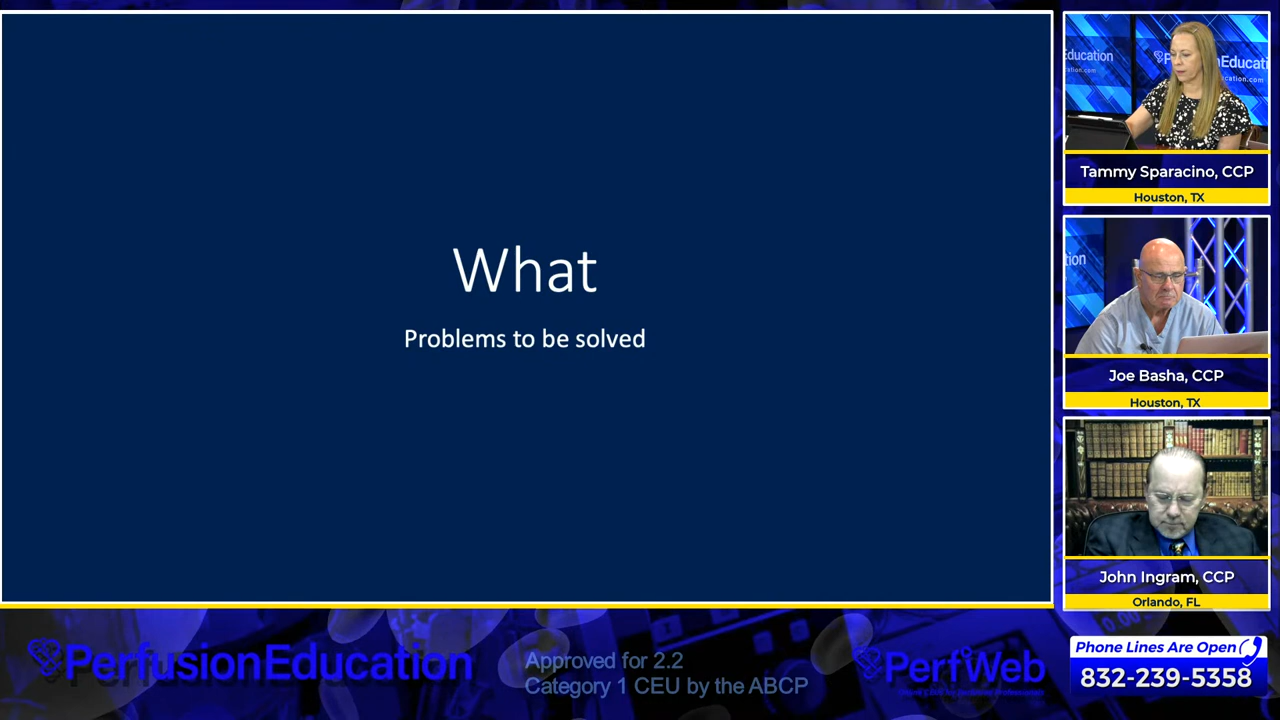 What
Problems to be solved
Tammy Sparacino, CCP
Houston, TX
Joe Basha, CCP
Houston, TX
John Ingram, CCP
Orlando, FL
PerfusionEducation
Approved for 2.2
Category 1 CEU by the ABCP
PerfWeb
Phone Lines Are Open
832-239-5358